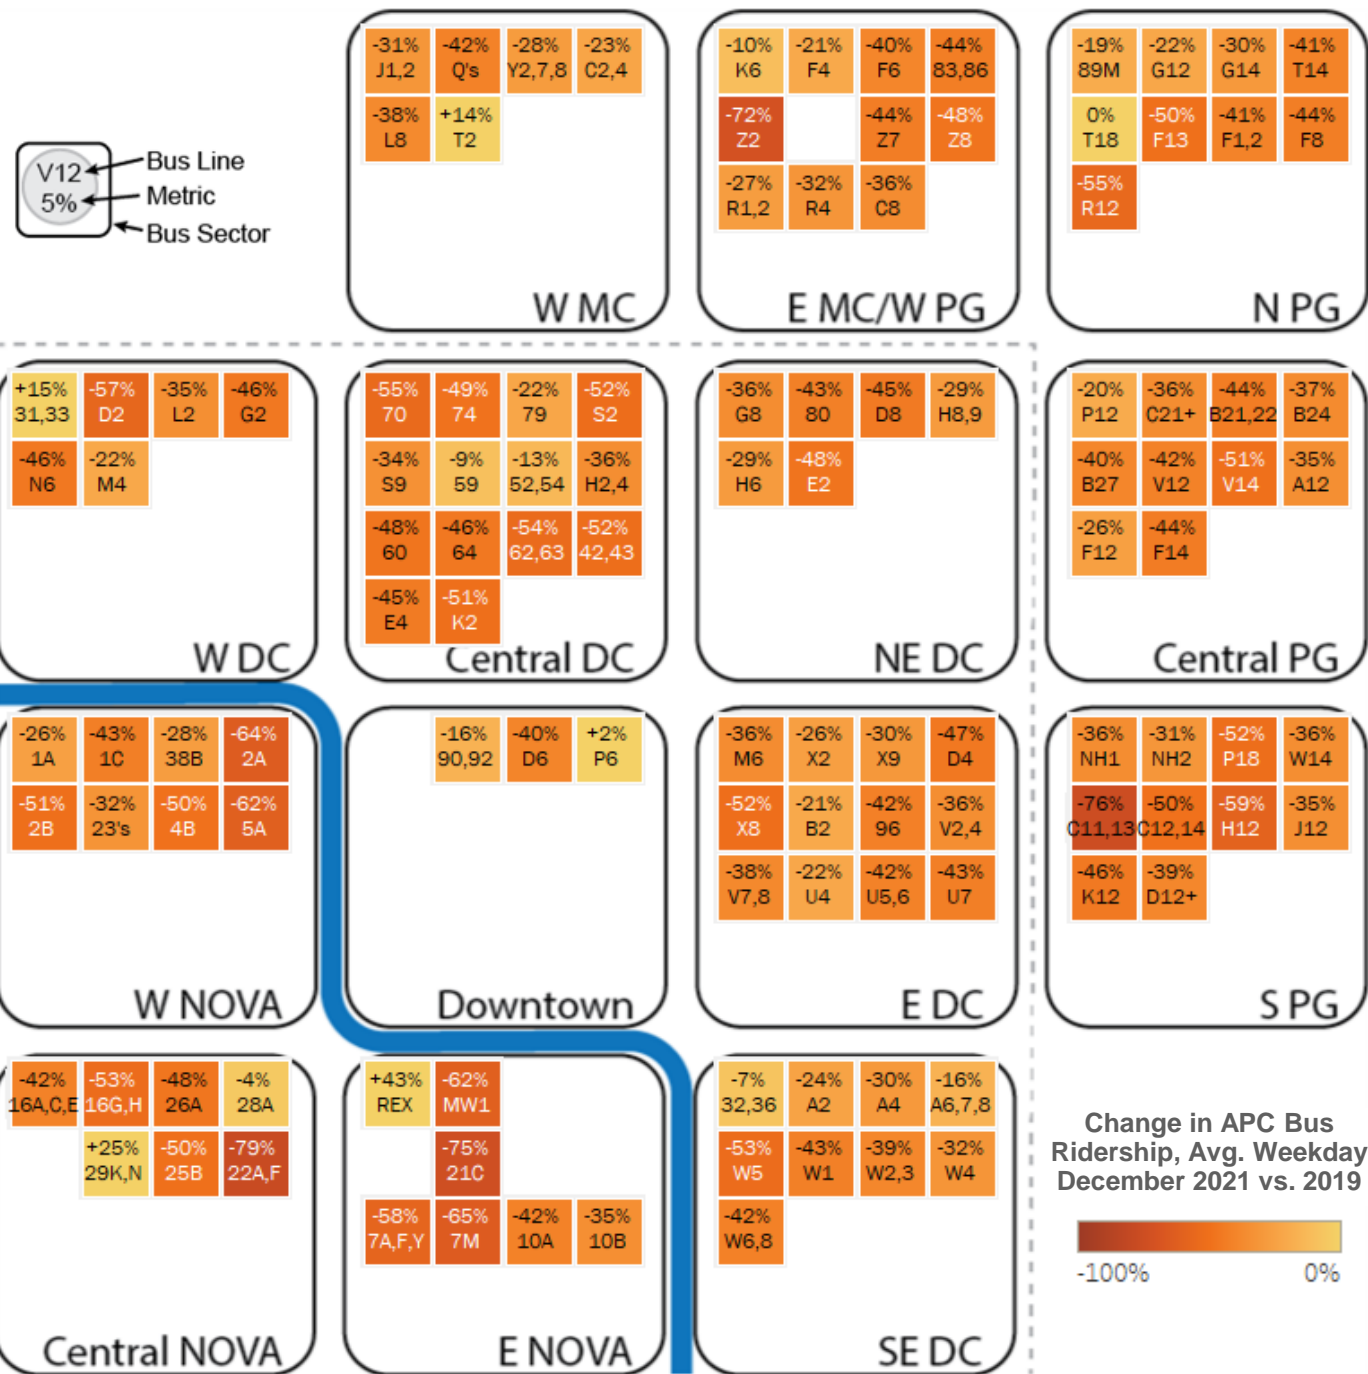 -31% -42% -28% -23%
J1,2 Q's Y2,7,8 C2,4
-38% +14%
L8 T2
W MC
-10% -21% -40% -44%
K6 F4 F6 83,86
-72% -44% -48%
Z2 Z7 Z8
-27% -32% -36%
R1,2 R4 C8
E MC/W PG
-19% -22% -30% -41%
89M G12 G14 T14
0% -50% -41% -44%
T18 F13 F1,2 F8
-55%
R12
N PG
V12 Bus Line
5% Metric
Bus Sector
+15% -57% -35% -46%
31,33 D2 L2 G2
-46% -22%
N6 M4
W DC
-55% -49% -22% -52%
70 74 79 S2
-34% -9% -13% -36%
S9 59 52,54 H2,4
-48% -46% -54% -52%
60 64 62,63 42,43
-45% -51%
E4 K2
Central DC
-36% -43% -45% -29%
G8 80 D8 H8,9
-29% -48%
H6 E2
NE DC
-20% -36% -44% -37%
P12 C21+ B21,22 B24
-40% -42% -51% -35%
B27 V12 V14 A12
-26% -44%
F12 F14
Central PG
-26% -43% -28% -64%
1A 1C 38B 2A
-51% -32% -50% -62%
2B 23's 4B 5A
W NOVA
-16% -40% +2%
90,92 D6 P6
Downtown
-36% -26% -30% -47%
M6 X2 X9 D4
-52% -21% -42% -36%
X8 B2 96 V2,4
-38% -22% -42% -43%
V7,8 U4 U5,6 U7
E DC
-36% -31% -52% -36%
NH1 NH2 P18 W14
-76% -50% -59% -35%
C11,13 C12,14 H12 J12
-46% -39%
K12 D12+
S PG
-42% -53% -48% -4%
16A,C,E 16G,H 26A 28A
+25% -50% -79%
29K,N 25B 22A,F
Central NOVA
+43% -62%
REX MW1
-75%
21C
-58% -65% -42% -35%
7A,F,Y 7M 10A 10B
E NOVA
-7% -24% -30% -16%
32,36 A2 A4 A6,7,8
-53% -43% -39% -32%
W5 W1 W2,3 W4
-42%
W6,8
SE DC
Change in APC Bus
Ridership, Avg. Weekday
December 2021 vs. 2019
-100% 0%